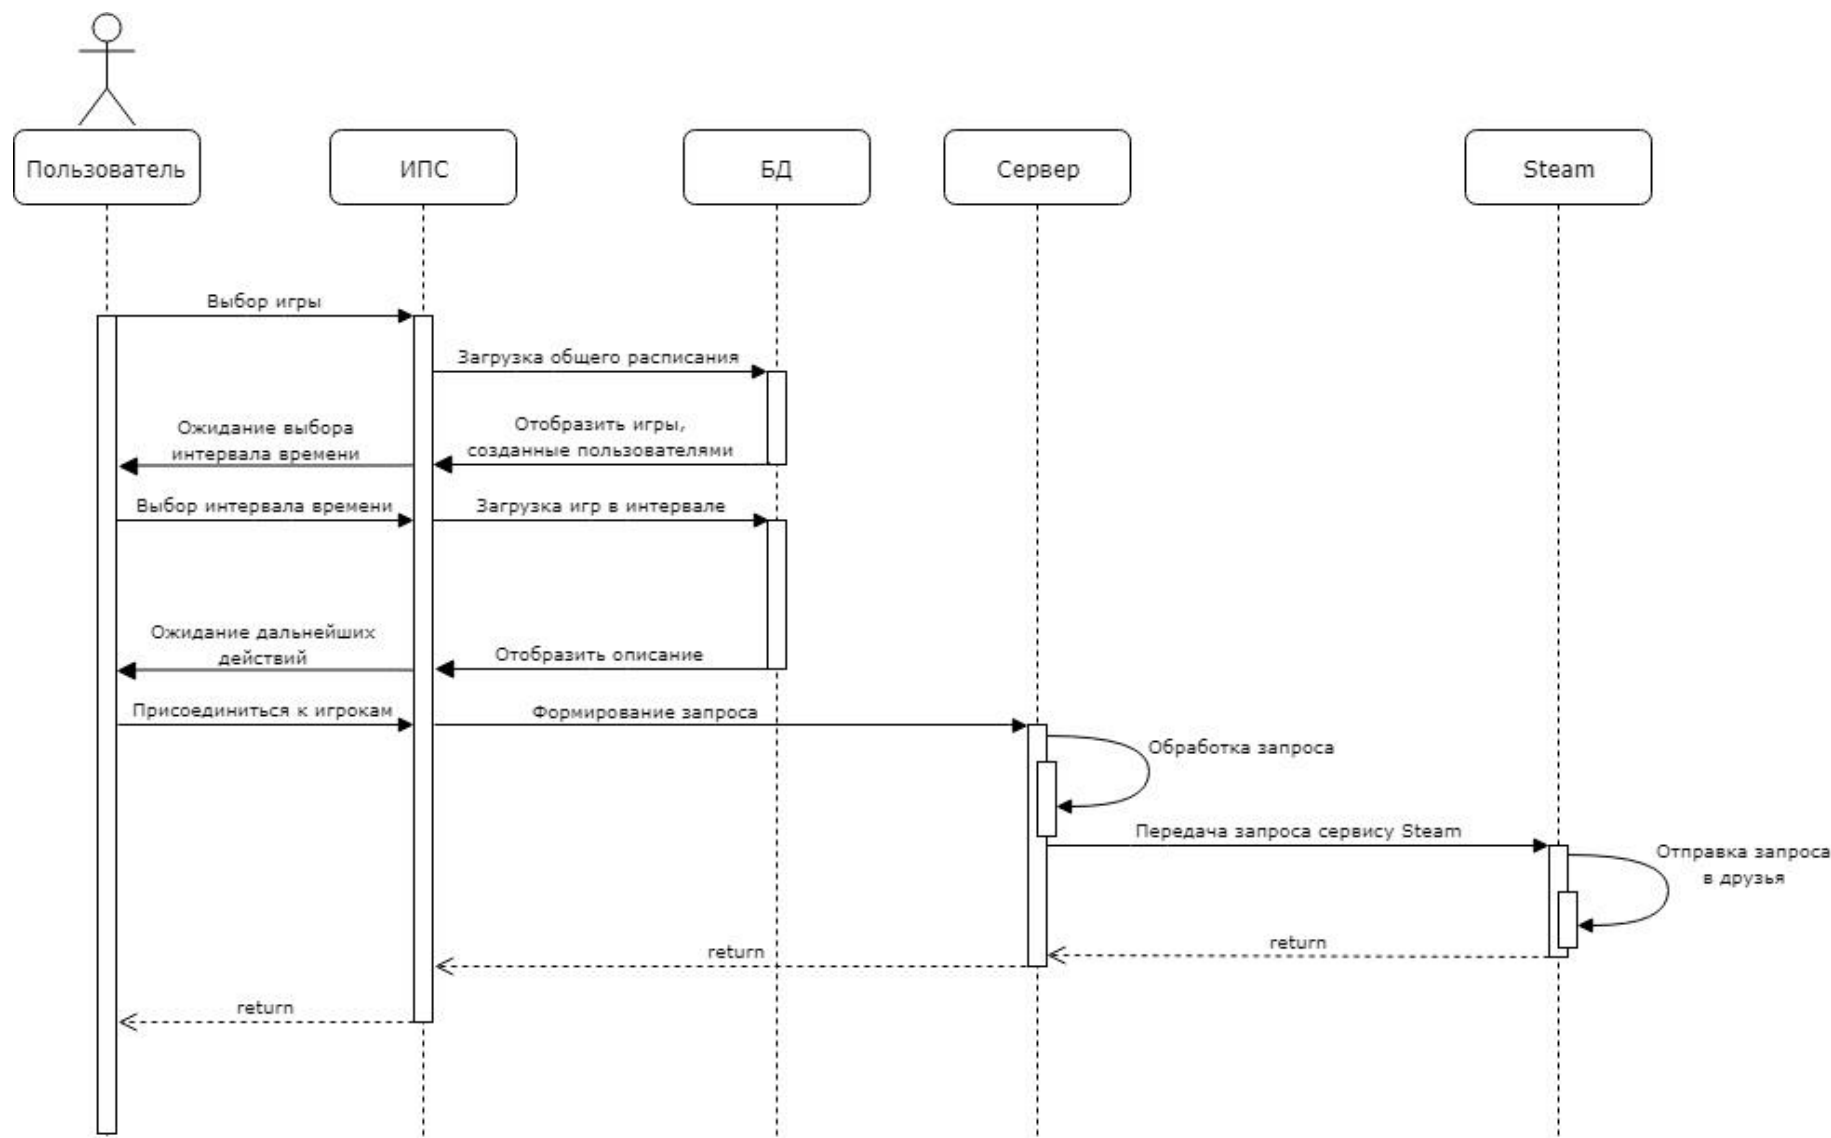 Пользователь
ИПС
БД
Сервер
Steam
Выбор игры
Загрузка общего расписания
Отобразить игры,
созданные пользователями
Ожидание выбора
интервала времени
Выбор интервала времени
Загрузка игр в интервале
Ожидание дальнейших
действий
Отобразить описание
Присоединиться к игрокам
Формирование запроса
Обработка запроса
Передача запроса сервису Steam
Отправка запроса
в друзья
return
return
return